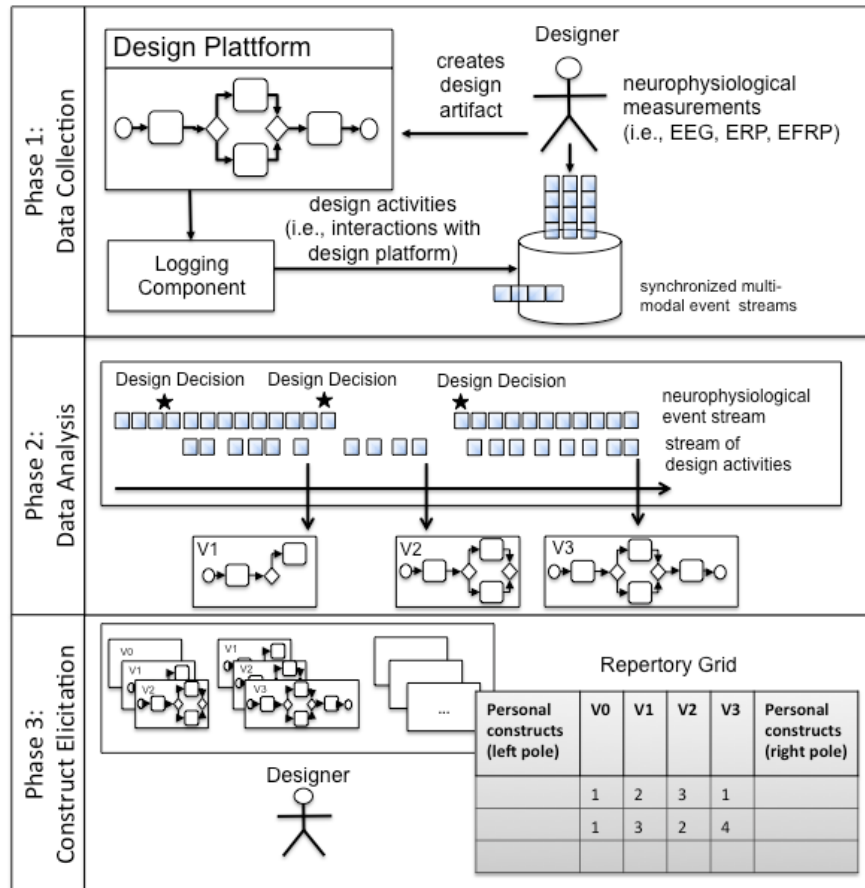 Phase 1:
Data Collection
Design Plattform
Designer
creates
design
artifact
neurophysiological
measurements
(i.e., EEG, ERP, EFRP)
design activities
(i.e., interactions with
design platform)
Logging
Component
synchronized multi-
modal event streams
Phase 2:
Data Analysis
Design Decision
Design Decision
Design Decision
neurophysiological
event stream
stream of
design activities
V1
V2
V3
Phase 3:
Construct Elicitation
V0
V1
V2
V1
V2
V3
...
Designer
Repertory Grid
Personal
constructs
(left pole)
V0
V1
V2
V3
Personal
constructs
(right pole)
1 2 3 1
1 3 2 4